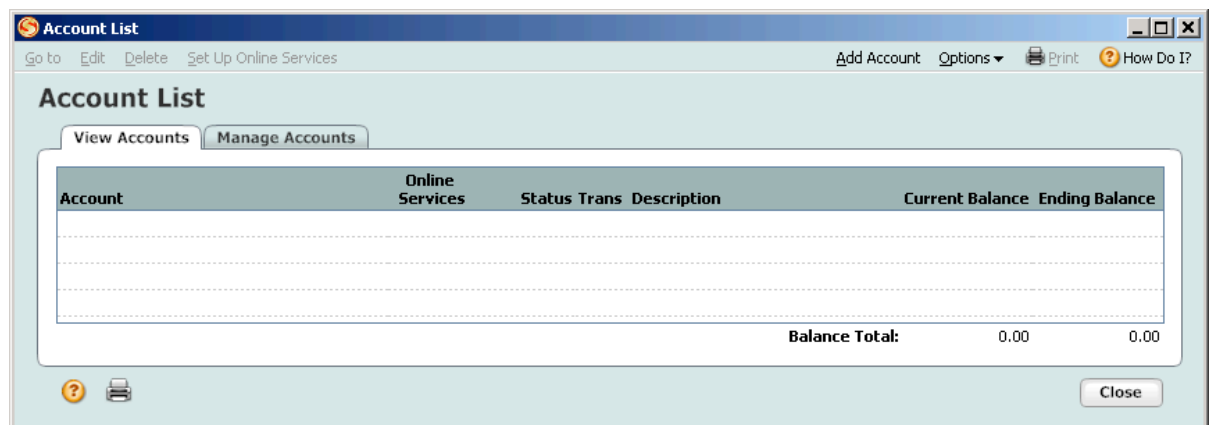 Account List
Go to Edit Delete Set Up Online Services Add Account Options Print How Do I?
Account List
View Accounts Manage Accounts
Account Online Services Status Trans Description Current Balance Ending Balance
Balance Total: 0.00 0.00
Close